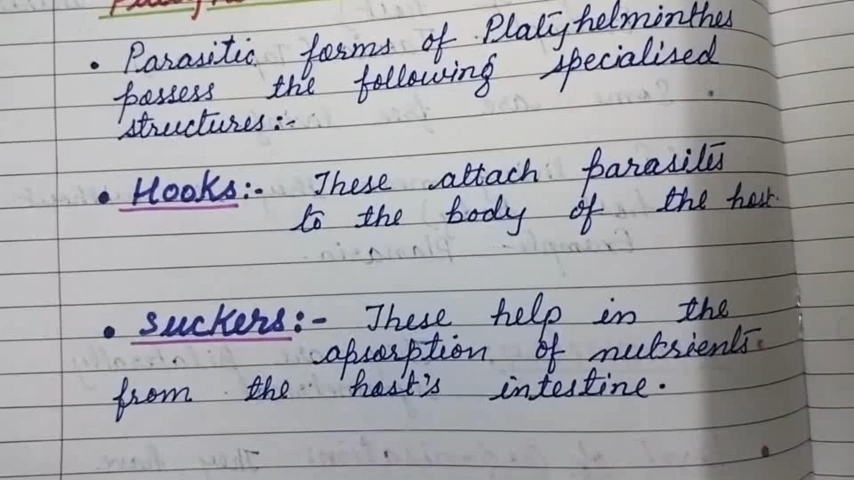 • Parasitic forms of Platyhelminthes
possess the following specialised
structures:-
• Hooks:- These attach parasites
to the body of the host.
• Suckers:- These help in the
apsorption of nutrients
from the host's intestine.